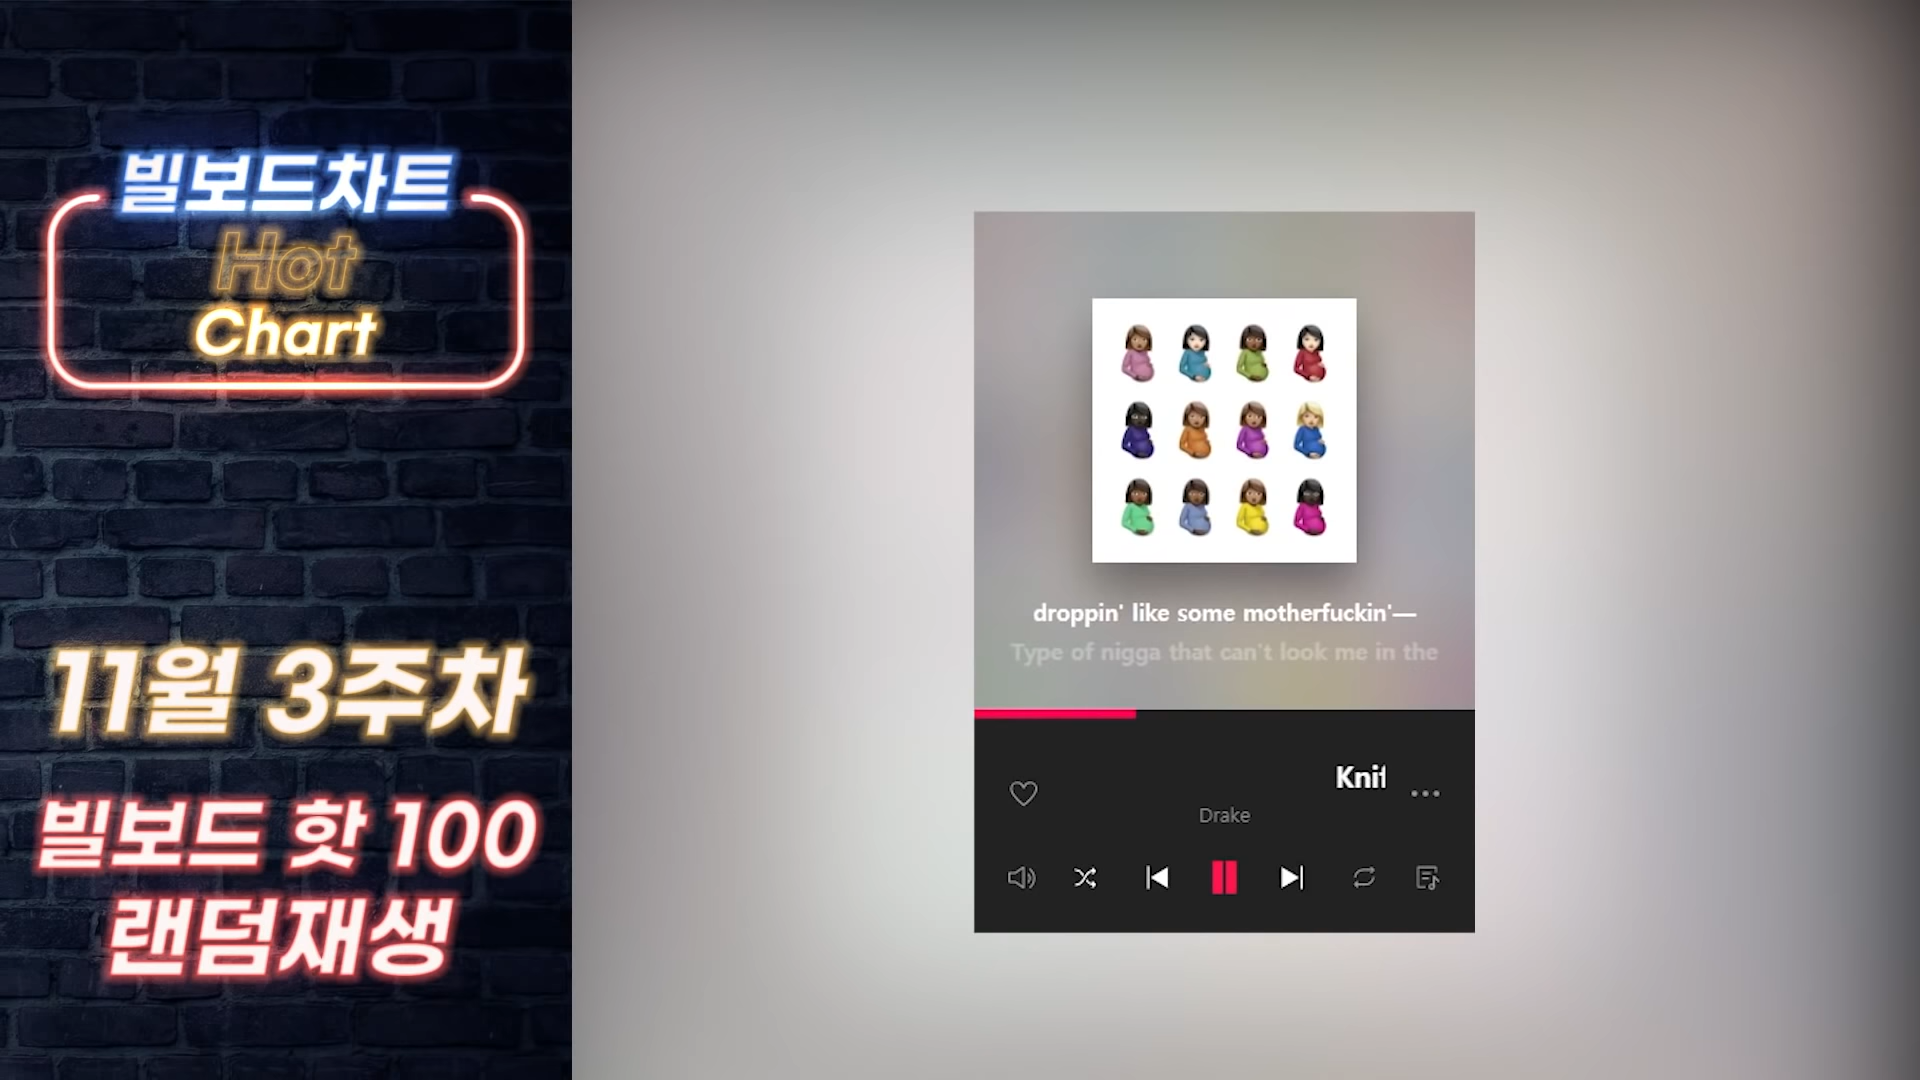 빌보드차트
Hot
Chart
11월 3주차
빌보드 핫 100
랜덤재생
droppin' like some motherfuckin'—
Type of nigga that can't look me in the
Knif
Drake